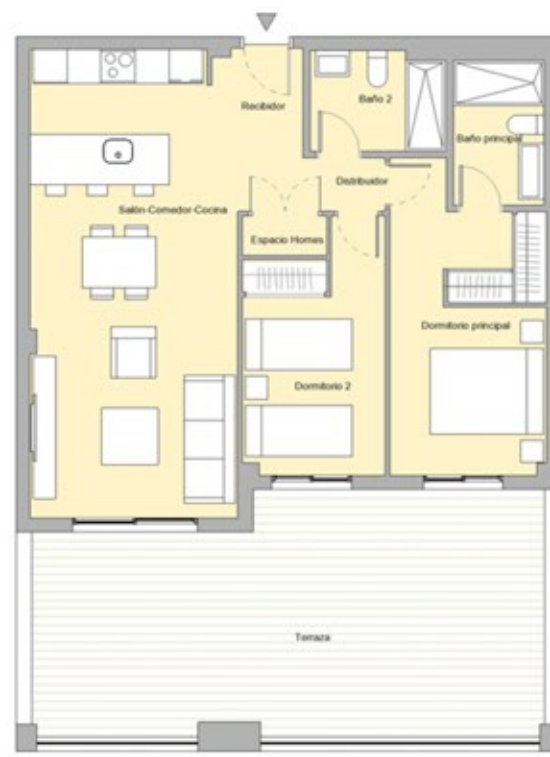 Recibidor
Baño 2
Baño principal
Distribuidor
Salón-Comedor-Cocina
Espacio Homes
Dormitorio principal
Dormitorio 2
Terraza